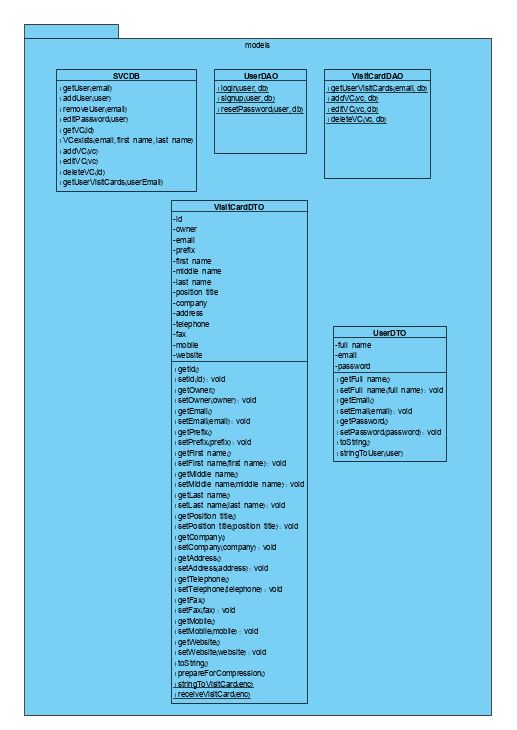 models
SVCDB
+getUser(email)
+addUser(user)
+removeUser(email)
+editPassword(user)
+getVC(id)
+VCexists(email,first name,last name)
+addVC(vc)
+editVC(vc)
+deleteVC(id)
+getUserVisitCards(userEmail)
UserDAO
+login(user, db)
+signup(user, db)
+resetPassword(user, db)
VisitCardDAO
+getUserVisitCards(email, db)
+addVC(vc, db)
+editVC(vc, db)
+deleteVC(vc, db)
VisitCardDTO
-id
-owner
-email
-prefix
-first name
-middle name
-last name
-position title
-company
-address
-telephone
-fax
-mobile
-website
+getId()
+setId(id) : void
+getOwner()
+setOwner(owner) : void
+getEmail()
+setEmail(email) : void
+getPrefix()
+setPrefix(prefix) : void
+getFirst name()
+setFirst name(first name) : void
+getMiddle name()
+setMiddle name(middle name) : void
+getLast name()
+setLast name(last name) : void
+getPosition title()
+setPosition title(position title) : void
+getCompany()
+setCompany(company) : void
+getAddress()
+setAddress(address) : void
+getTelephone()
+setTelephone(telephone) : void
+getFax()
+setFax(fax) : void
+getMobile()
+setMobile(mobile) : void
+getWebsite()
+setWebsite(website) : void
+toString()
+prepareForCompression()
+stringToVisitCard(enc)
+receiveVisitCard(enc)
UserDTO
-full name
-email
-password
+getFull name()
+setFull name(full name) : void
+getEmail()
+setEmail(email) : void
+getPassword()
+setPassword(password) : void
+toString()
+stringToUser(user)